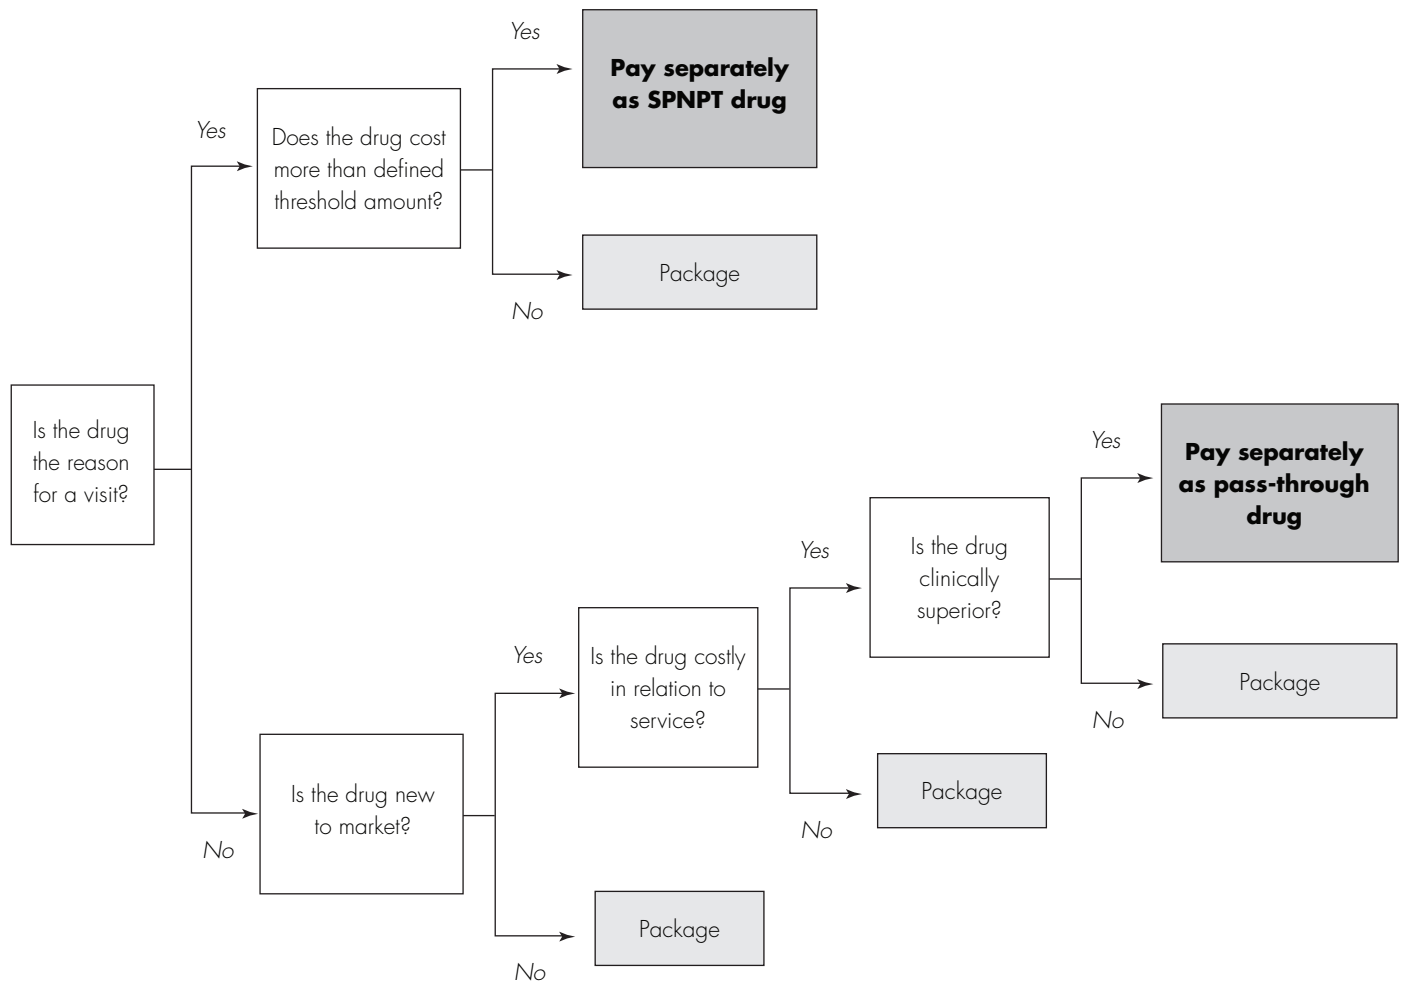 Yes
Pay separately
as SPNPT drug
Yes
Does the drug cost
more than defined
threshold amount?
Package
No
Is the drug
the reason
for a visit?
Yes
Pay separately
as pass-through
drug
Yes
Is the drug
clinically
superior?
Yes
Is the drug costly
in relation to
service?
Package
No
No
Is the drug new
to market?
Package
No
Package
No